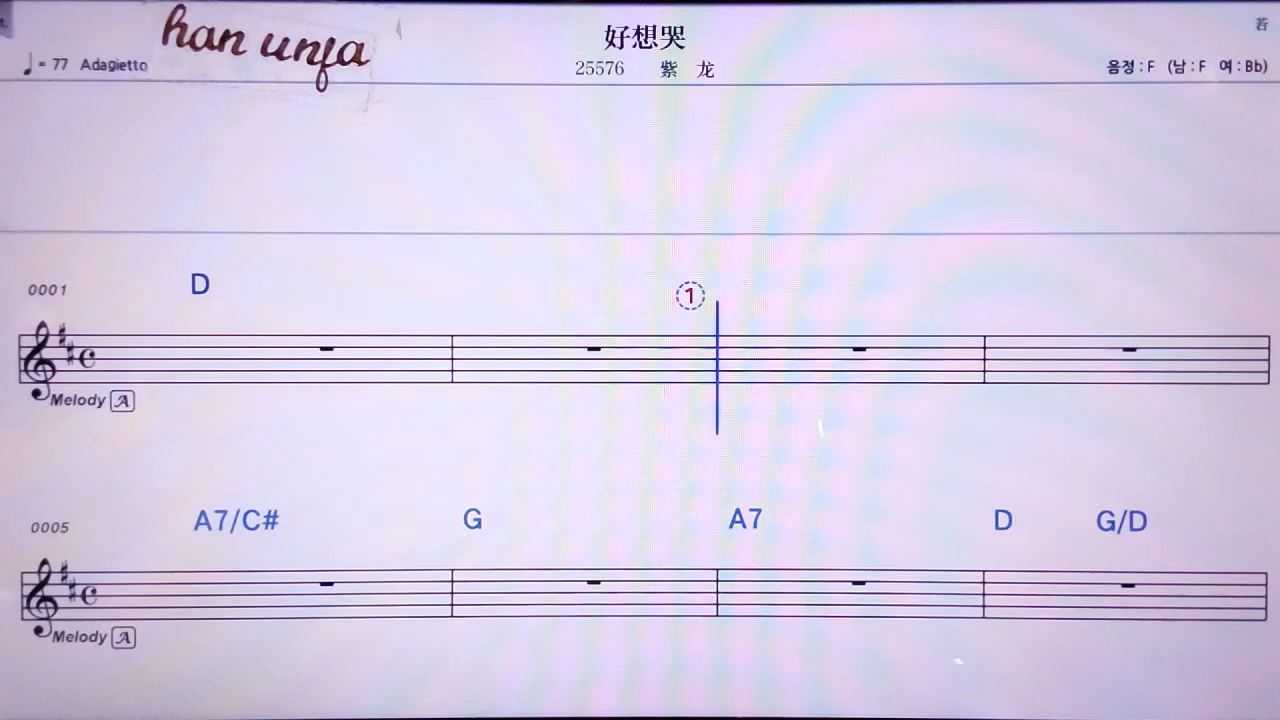 han unja
好想哭
若
♩= 77 Adagietto
25576 紫 龙
음정 : F (남 : F 여 : Bb)
0001
D
1
Melody A
0005
A7/C# G A7 D G/D
Melody A